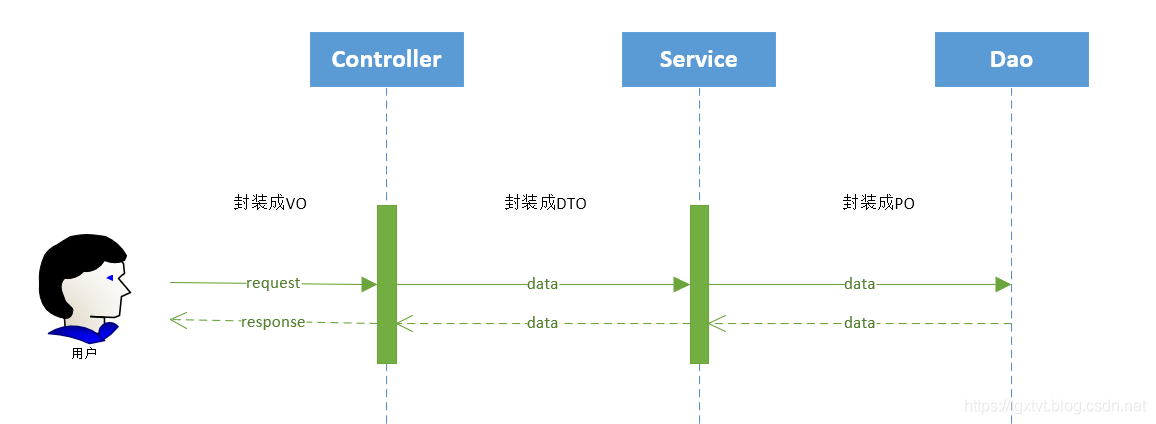 Controller
Service
Dao
封装成VO
封装成DTO
封装成PO
request
data
data
response
data
data
用户
https://lgxtvt.blog.csdn.net